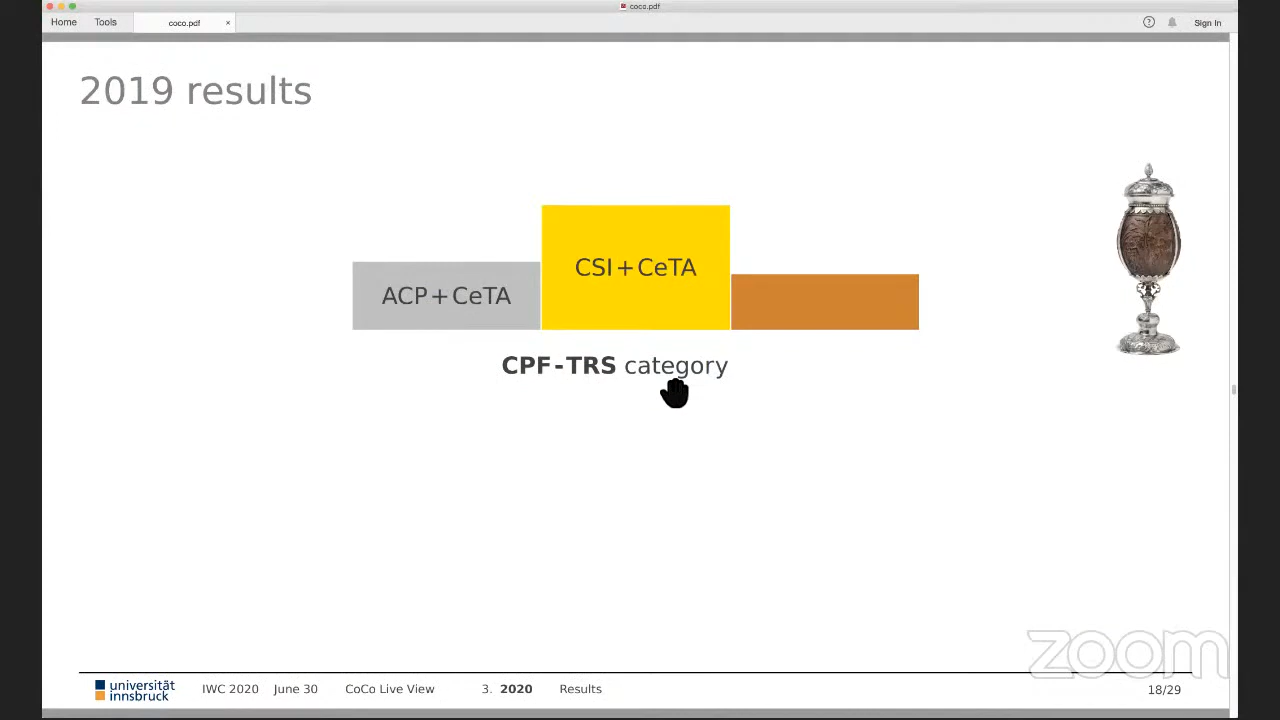 coco.pdf
Home Tools coco.pdf × ? Sign In
2019 results
ACP + CeTA
CSI + CeTA
CPF-TRS category
zoom
universität
innsbruck
IWC 2020 June 30 CoCo Live View 3. 2020 Results 18/29